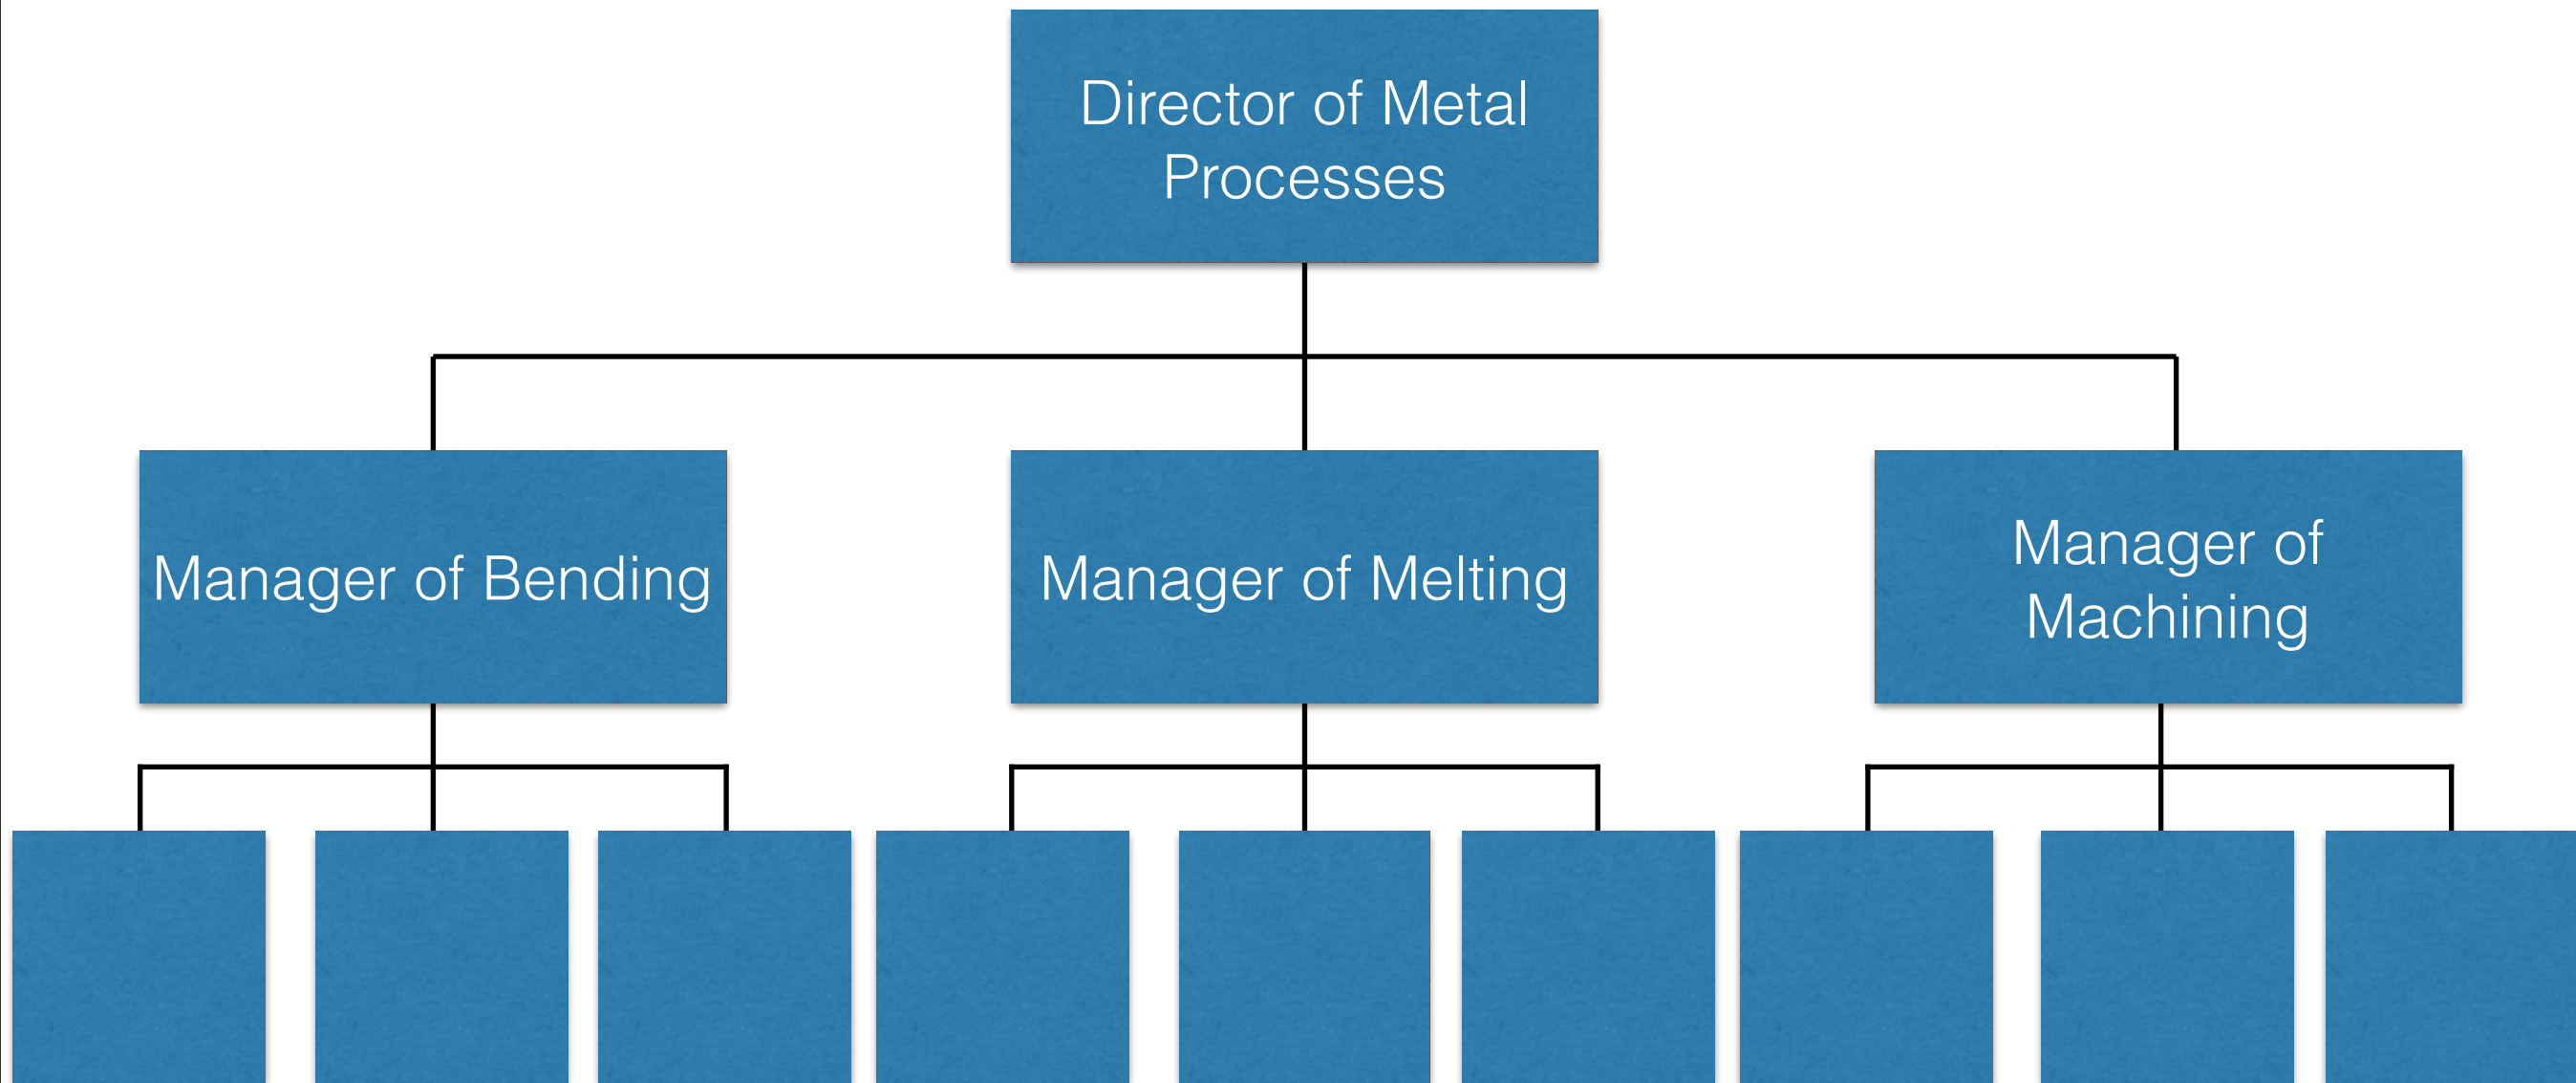 Director of Metal
Processes
Manager of Bending
Manager of Melting
Manager of
Machining